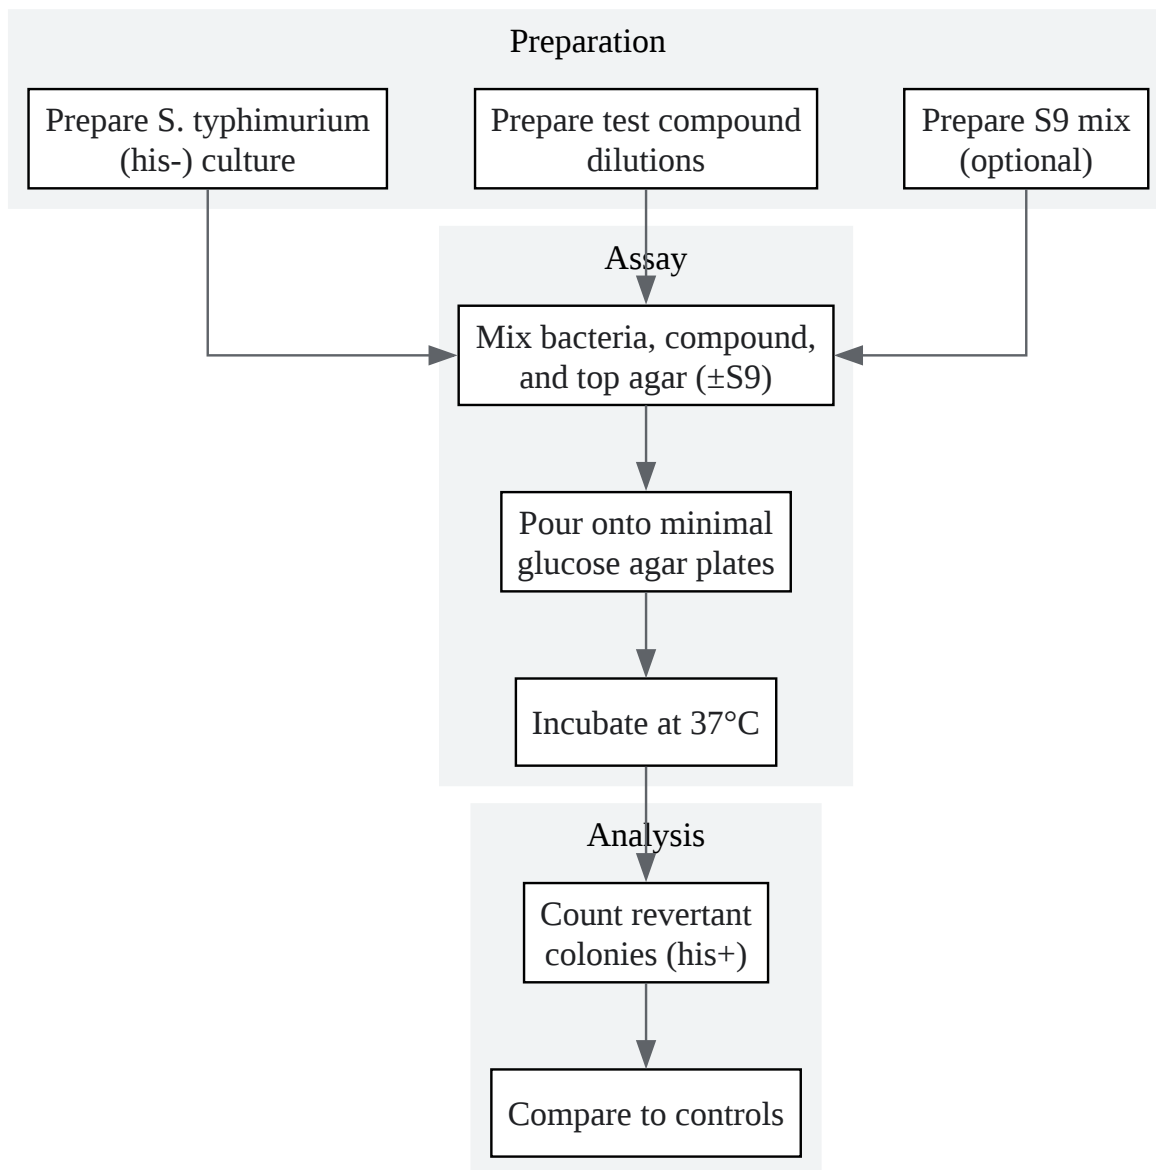 Preparation
Prepare S. typhimurium
(his-) culture
Prepare test compound
dilutions
Prepare S9 mix
(optional)
Assay
Mix bacteria, compound,
and top agar (±S9)
Pour onto minimal
glucose agar plates
Incubate at 37°C
Analysis
Count revertant
colonies (his+)
Compare to controls